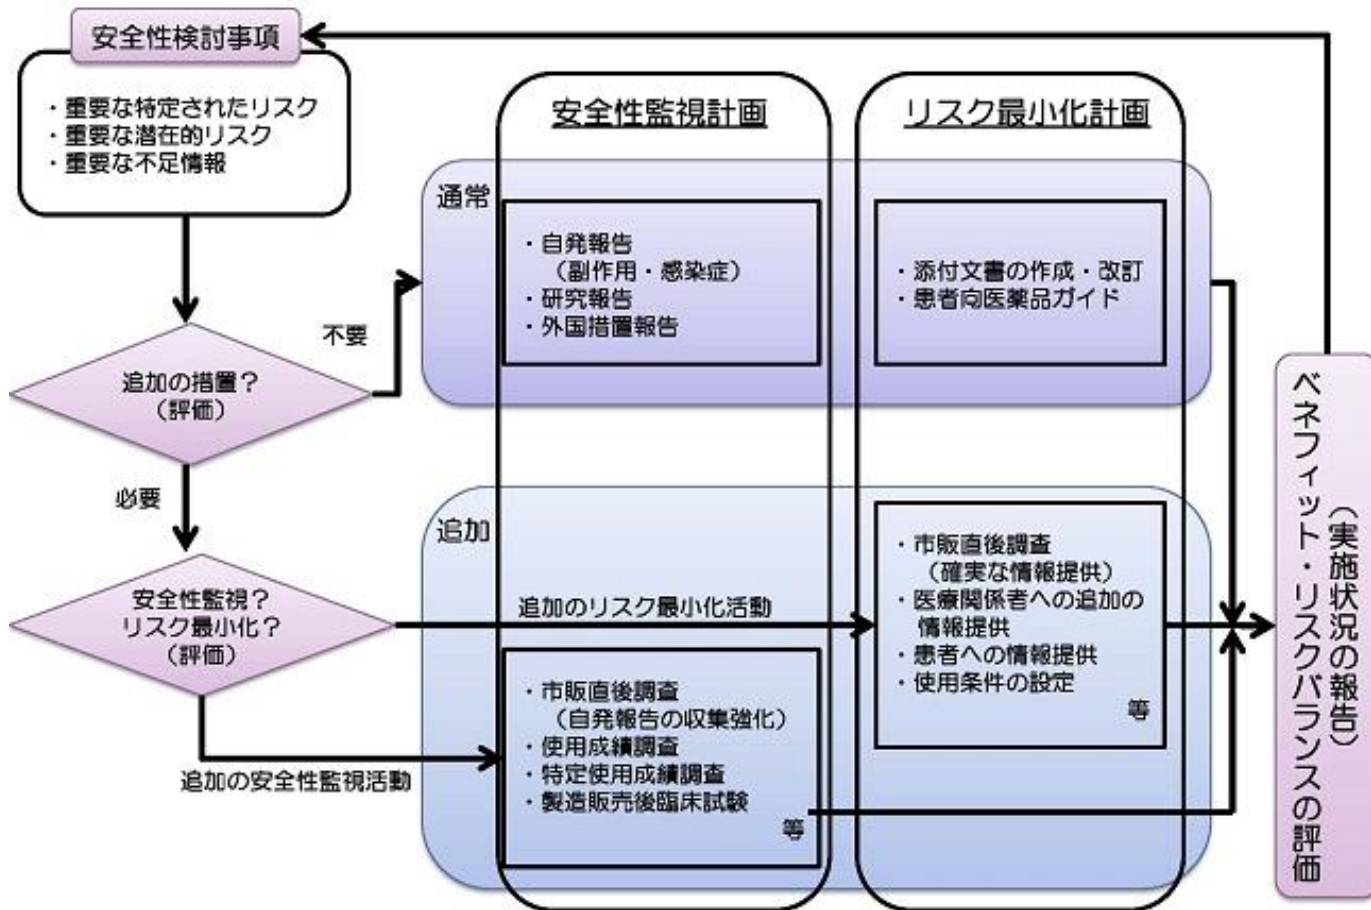 安全性検討事項
・重要な特定されたリスク
・重要な潜在的リスク
・重要な不足情報
安全性監視計画
リスク最小化計画
通常
・自発報告
（副作用・感染症）
・研究報告
・外国措置報告
・添付文書の作成・改訂
・患者向医薬品ガイド
不要
追加の措置？
（評価）
必要
追加
安全性監視？
リスク最小化？
（評価）
追加のリスク最小化活動
・市販直後調査
（確実な情報提供）
・医療関係者への追加の
情報提供
・患者への情報提供
・使用条件の設定
等
追加の安全性監視活動
・市販直後調査
（自発報告の収集強化）
・使用成績調査
・特定使用成績調査
・製造販売後臨床試験
等
（実施状況の報告）
ベネフィット・リスクバランスの評価